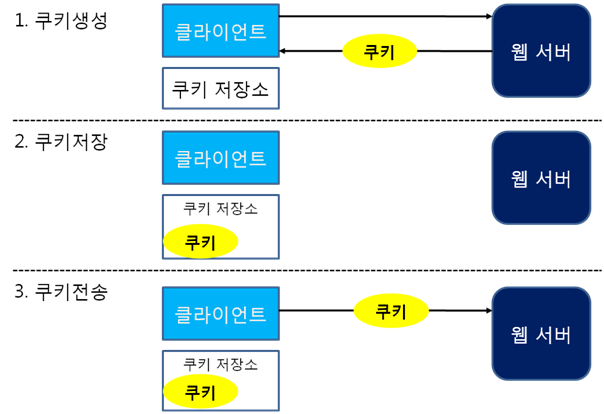 1. 쿠키생성
클라이언트
쿠키
웹 서버
쿠키 저장소
2. 쿠키저장
클라이언트
웹 서버
쿠키 저장소
쿠키
3. 쿠키전송
클라이언트
쿠키
웹 서버
쿠키 저장소
쿠키